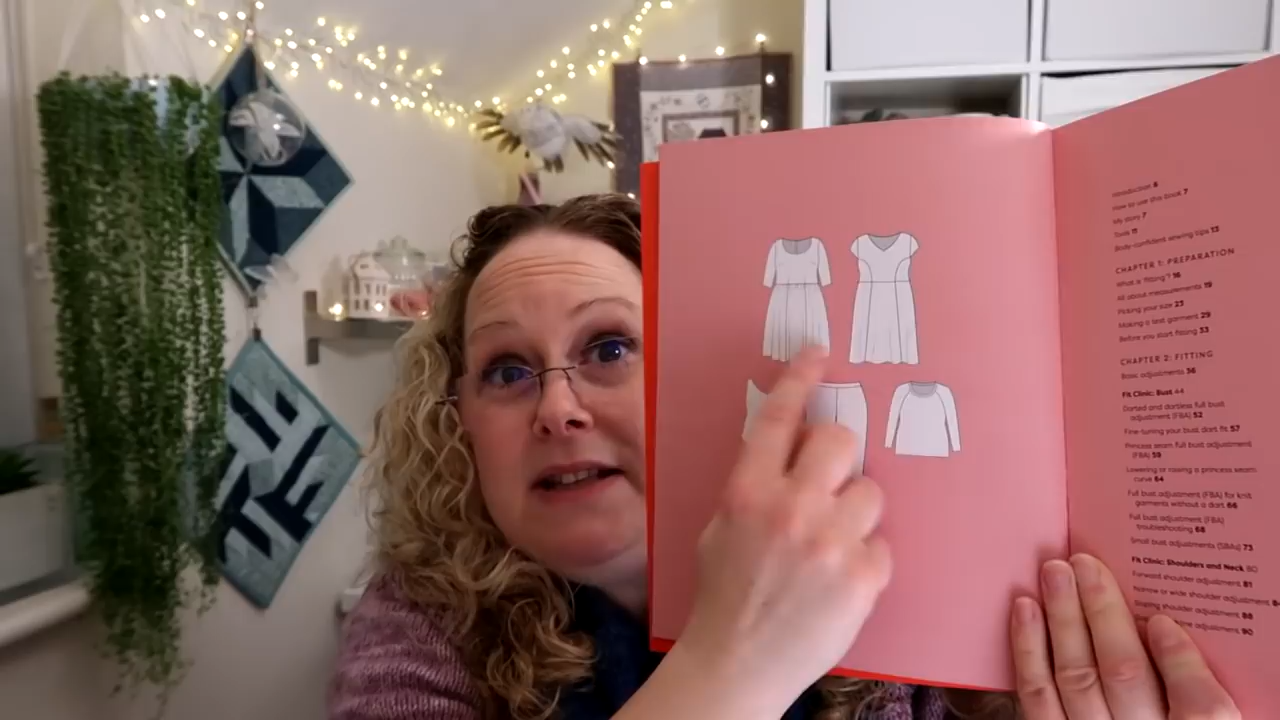 Introduction 6
How to use this book 7
My story 7
Tools 11
Body-confident sewing tips 13
CHAPTER 1: PREPARATION
What is 'fitting'? 16
All about measurements 19
Picking your size 25
Making a test garment 29
Before you start fitting 33
CHAPTER 2: FITTING
Basic adjustments 36
Fit Clinic: Bust 44
Darted and dartless full bust
adjustment (FBA) 52
Fine-tuning your bust dart fit 57
Princess seam full bust adjustment
(FBA) 59
Lowering or raising a princess seam
curve 64
Full bust adjustment (FBA) for knit
garments without a dart 66
Full bust adjustment (FBA)
troubleshooting 68
Small bust adjustments (SBAs) 73
Fit Clinic: Shoulders and Neck 80
Forward shoulder adjustment 81
Narrow or wide shoulder adjustment
Sloping shoulder adjustment 88
adjustment 90